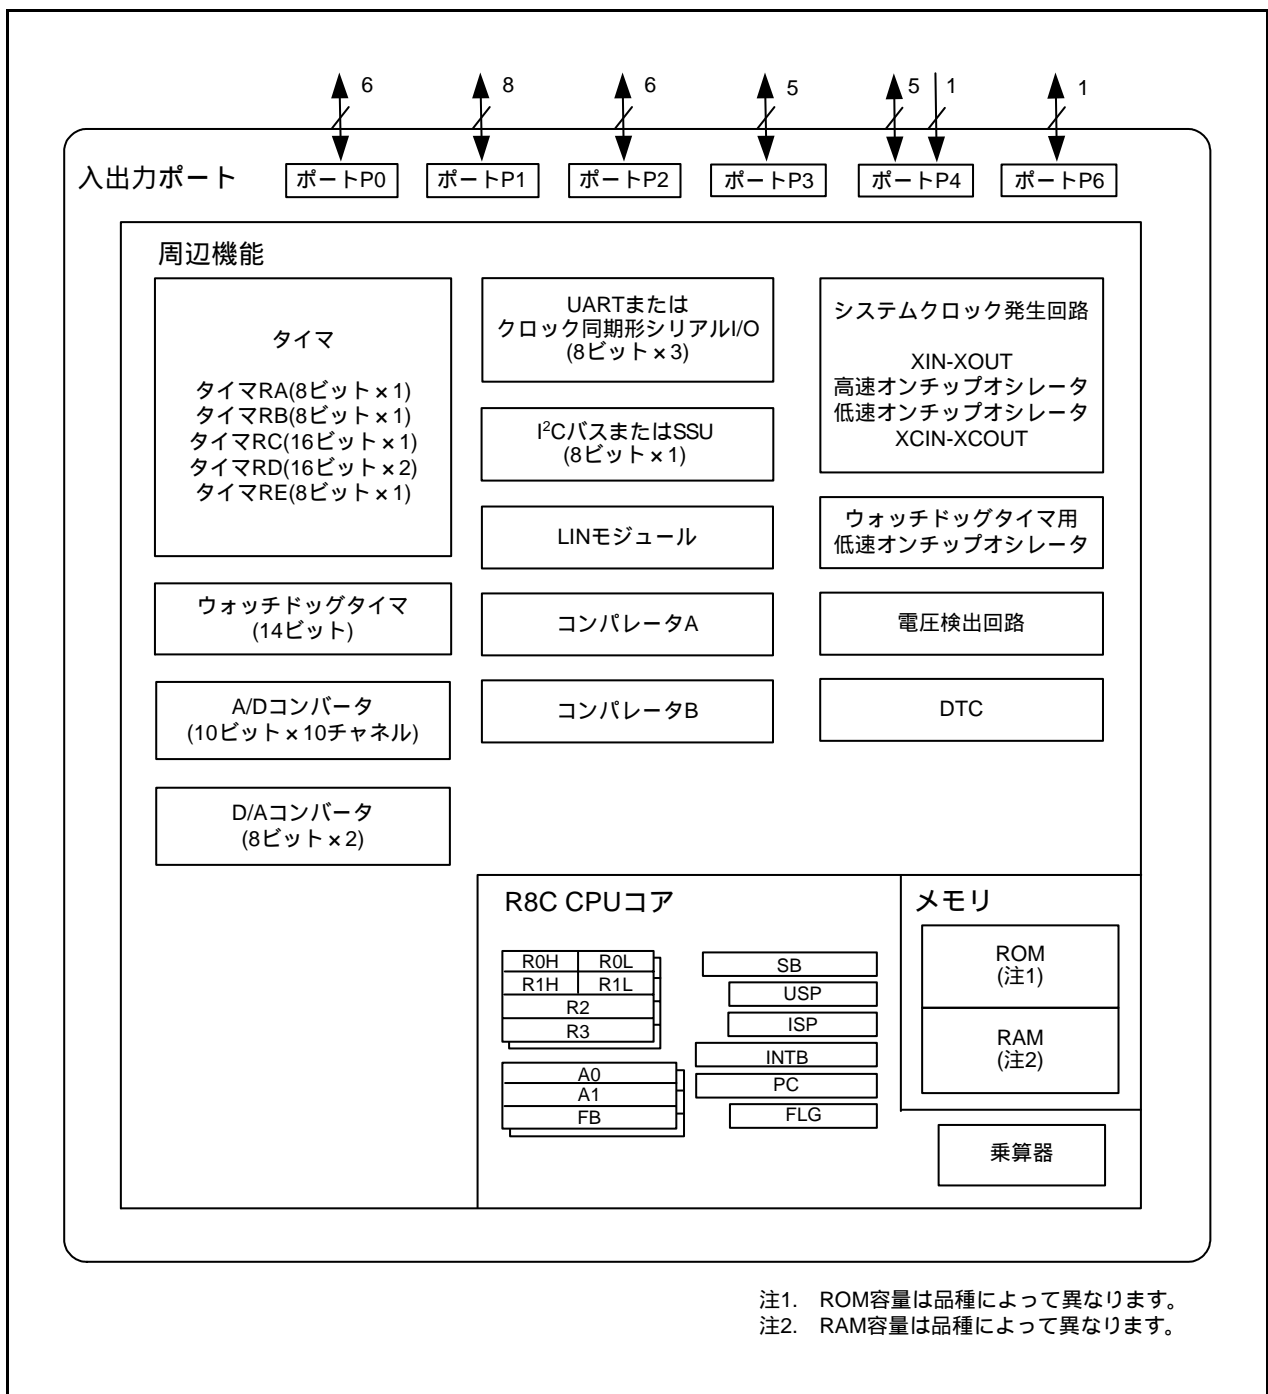 6 8 6 5 5 1 1
入出力ポート ポートP0 ポートP1 ポートP2 ポートP3 ポートP4 ポートP6
周辺機能
タイマ
タイマRA(8ビット×1)
タイマRB(8ビット×1)
タイマRC(16ビット×1)
タイマRD(16ビット×2)
タイマRE(8ビット×1)
ウォッチドッグタイマ
(14ビット)
A/Dコンバータ
(10ビット×10チャネル)
D/Aコンバータ
(8ビット×2)
UARTまたは
クロック同期形シリアルI/O
(8ビット×3)
I²CバスまたはSSU
(8ビット×1)
LINモジュール
コンパレータA
コンパレータB
システムクロック発生回路
XIN-XOUT
高速オンチップオシレータ
低速オンチップオシレータ
XCIN-XCOUT
ウォッチドッグタイマ用
低速オンチップオシレータ
電圧検出回路
DTC
R8C CPUコア
R0H R0L
R1H R1L
R2
R3
A0
A1
FB
SB
USP
ISP
INTB
PC
FLG
メモリ
ROM
(注1)
RAM
(注2)
乗算器
注1. ROM容量は品種によって異なります。
注2. RAM容量は品種によって異なります。